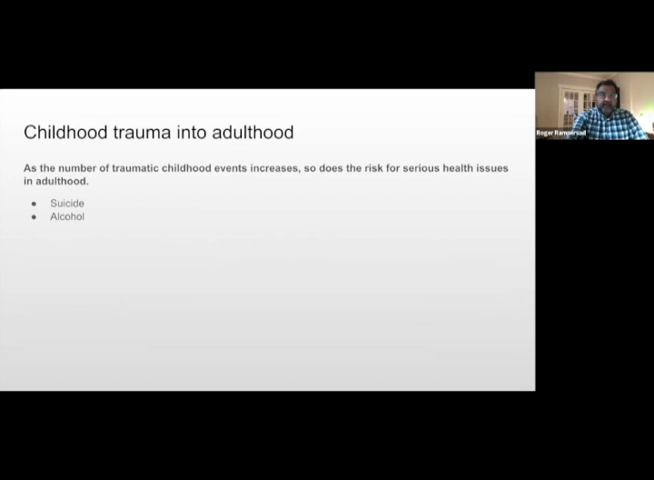 Childhood trauma into adulthood
As the number of traumatic childhood events increases, so does the risk for serious health issues
in adulthood.
● Suicide
● Alcohol
Roger Rampersad